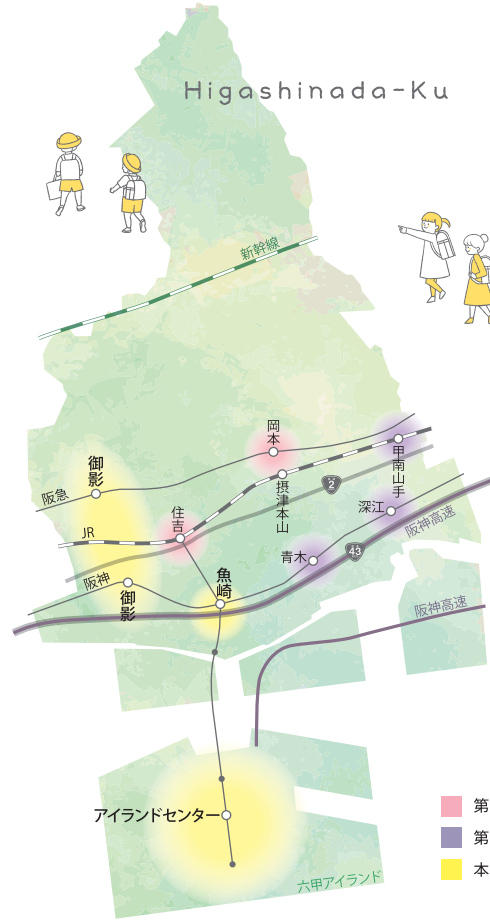 Higashinada-Ku
新幹線
岡本
甲南山手
御影
阪急
摂津本山
2
住吉
深江
阪神高速
JR
青木
43
阪神
魚崎
御影
阪神高速
アイランドセンター
第
第
本
六甲アイランド